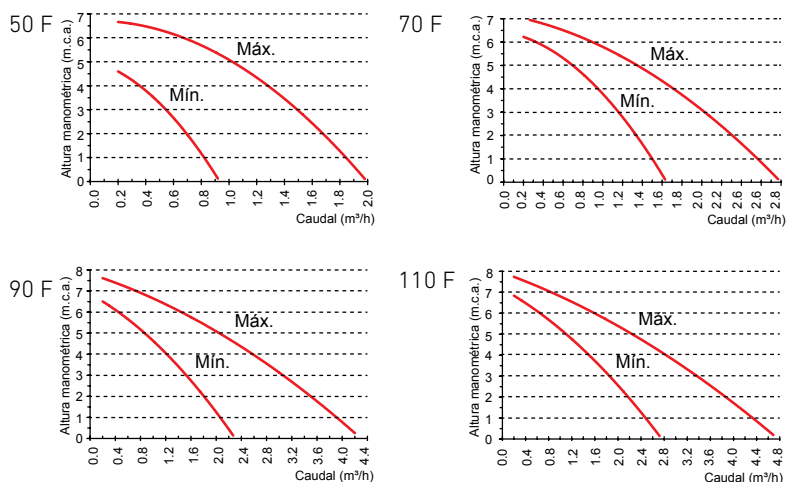 50 F
Altura manométrica (m.c.a.)
7
6
5
4
3
2
1
0
Máx.
Mín.
0.0 0.2 0.4 0.6 0.8 1.0 1.2 1.4 1.6 1.8 2.0
Caudal (m³/h)
70 F
Altura manométrica (m.c.a.)
7
6
5
4
3
2
1
0
Máx.
Mín.
0.0 0.2 0.4 0.6 0.8 1.0 1.2 1.4 1.6 1.8 2.0 2.2 2.4 2.6 2.8
Caudal (m³/h)
90 F
Altura manométrica (m.c.a.)
8
7
6
5
4
3
2
1
0
Máx.
Mín.
0.0 0.4 0.8 1.2 1.6 2.0 2.4 2.8 3.2 3.6 4.0 4.4
Caudal (m³/h)
110 F
Altura manométrica (m.c.a.)
8
7
6
5
4
3
2
1
0
Máx.
Mín.
0.0 0.4 0.8 1.2 1.6 2.0 2.4 2.8 3.2 3.6 4.0 4.4 4.8
Caudal (m³/h)